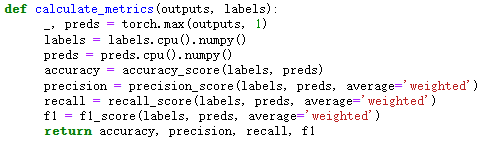 def calculate_metrics(outputs, labels):
    _, preds = torch.max(outputs, 1)
    labels = labels.cpu().numpy()
    preds = preds.cpu().numpy()
    accuracy = accuracy_score(labels, preds)
    precision = precision_score(labels, preds, average='weighted')
    recall = recall_score(labels, preds, average='weighted')
    f1 = f1_score(labels, preds, average='weighted')
    return accuracy, precision, recall, f1